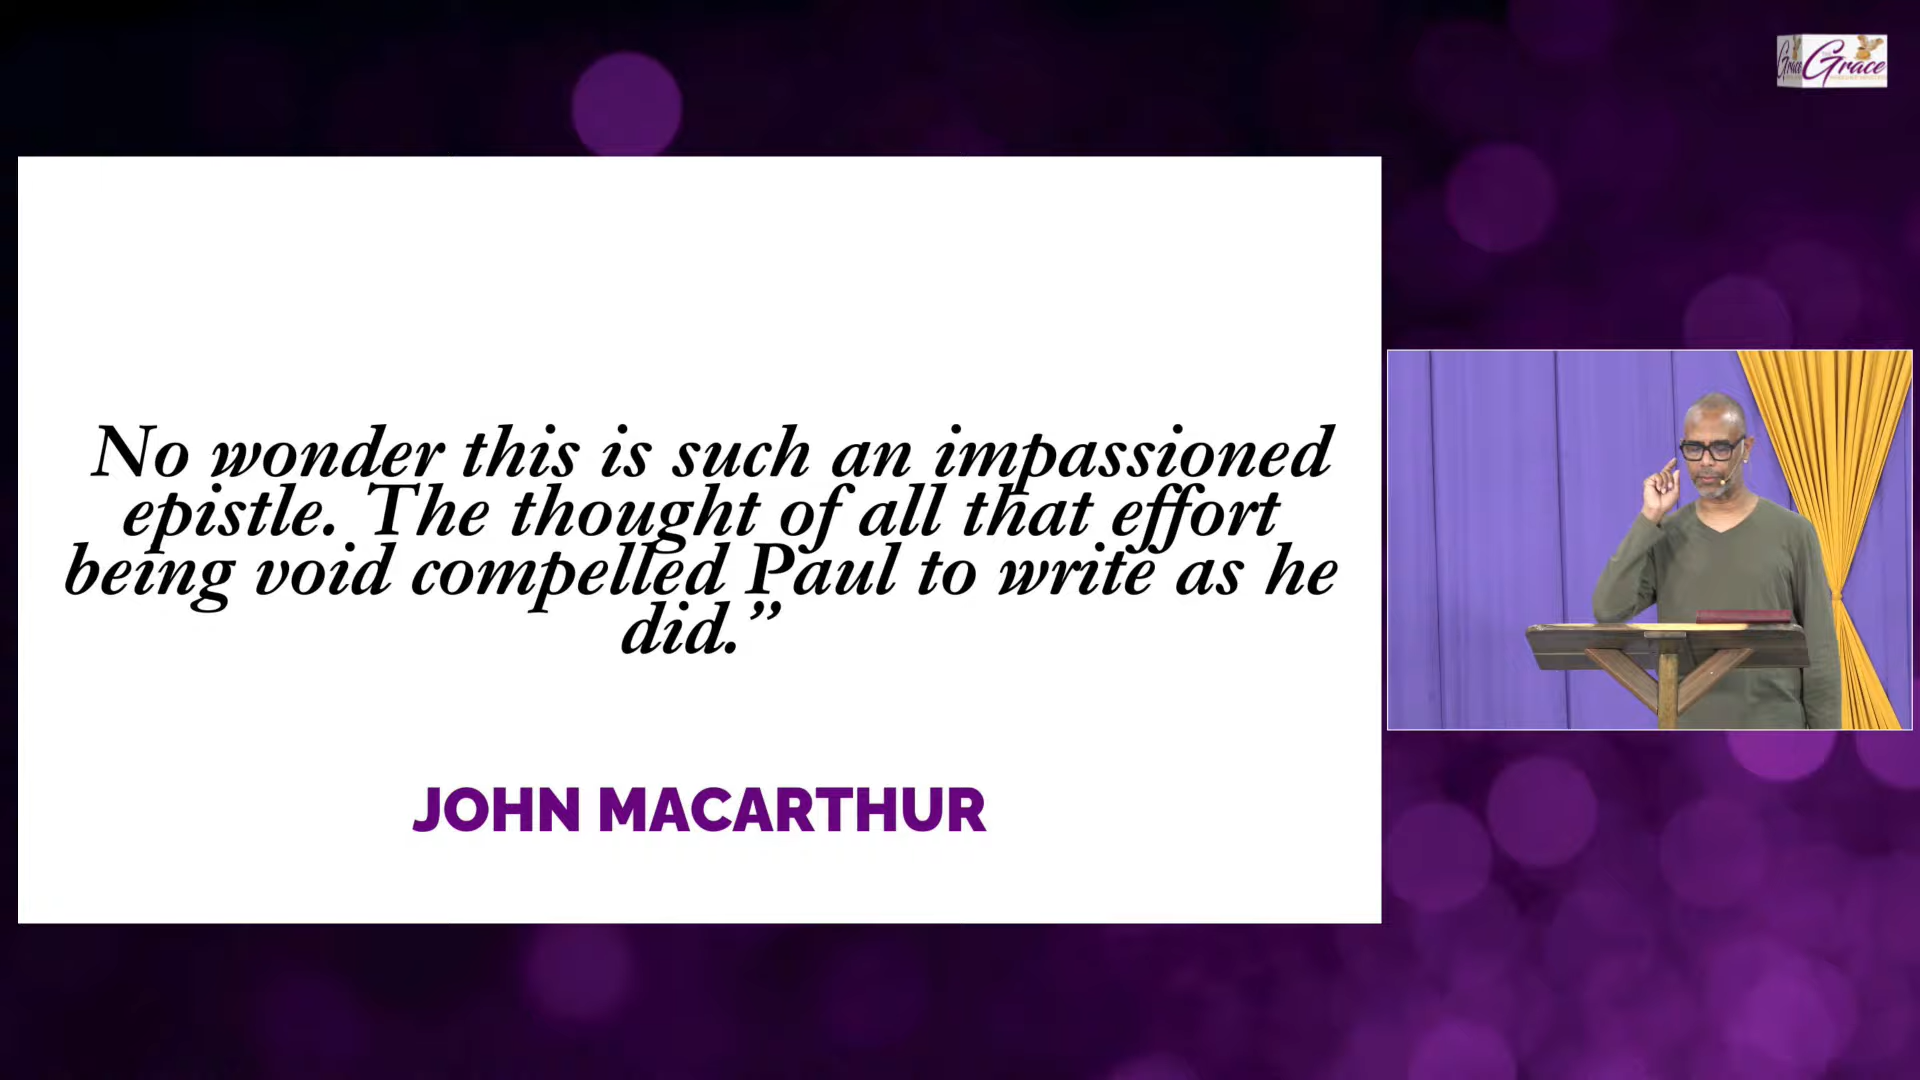 Grace
No wonder this is such an impassioned
epistle. The thought of all that effort
being void compelled Paul to write as he
did.”
JOHN MACARTHUR